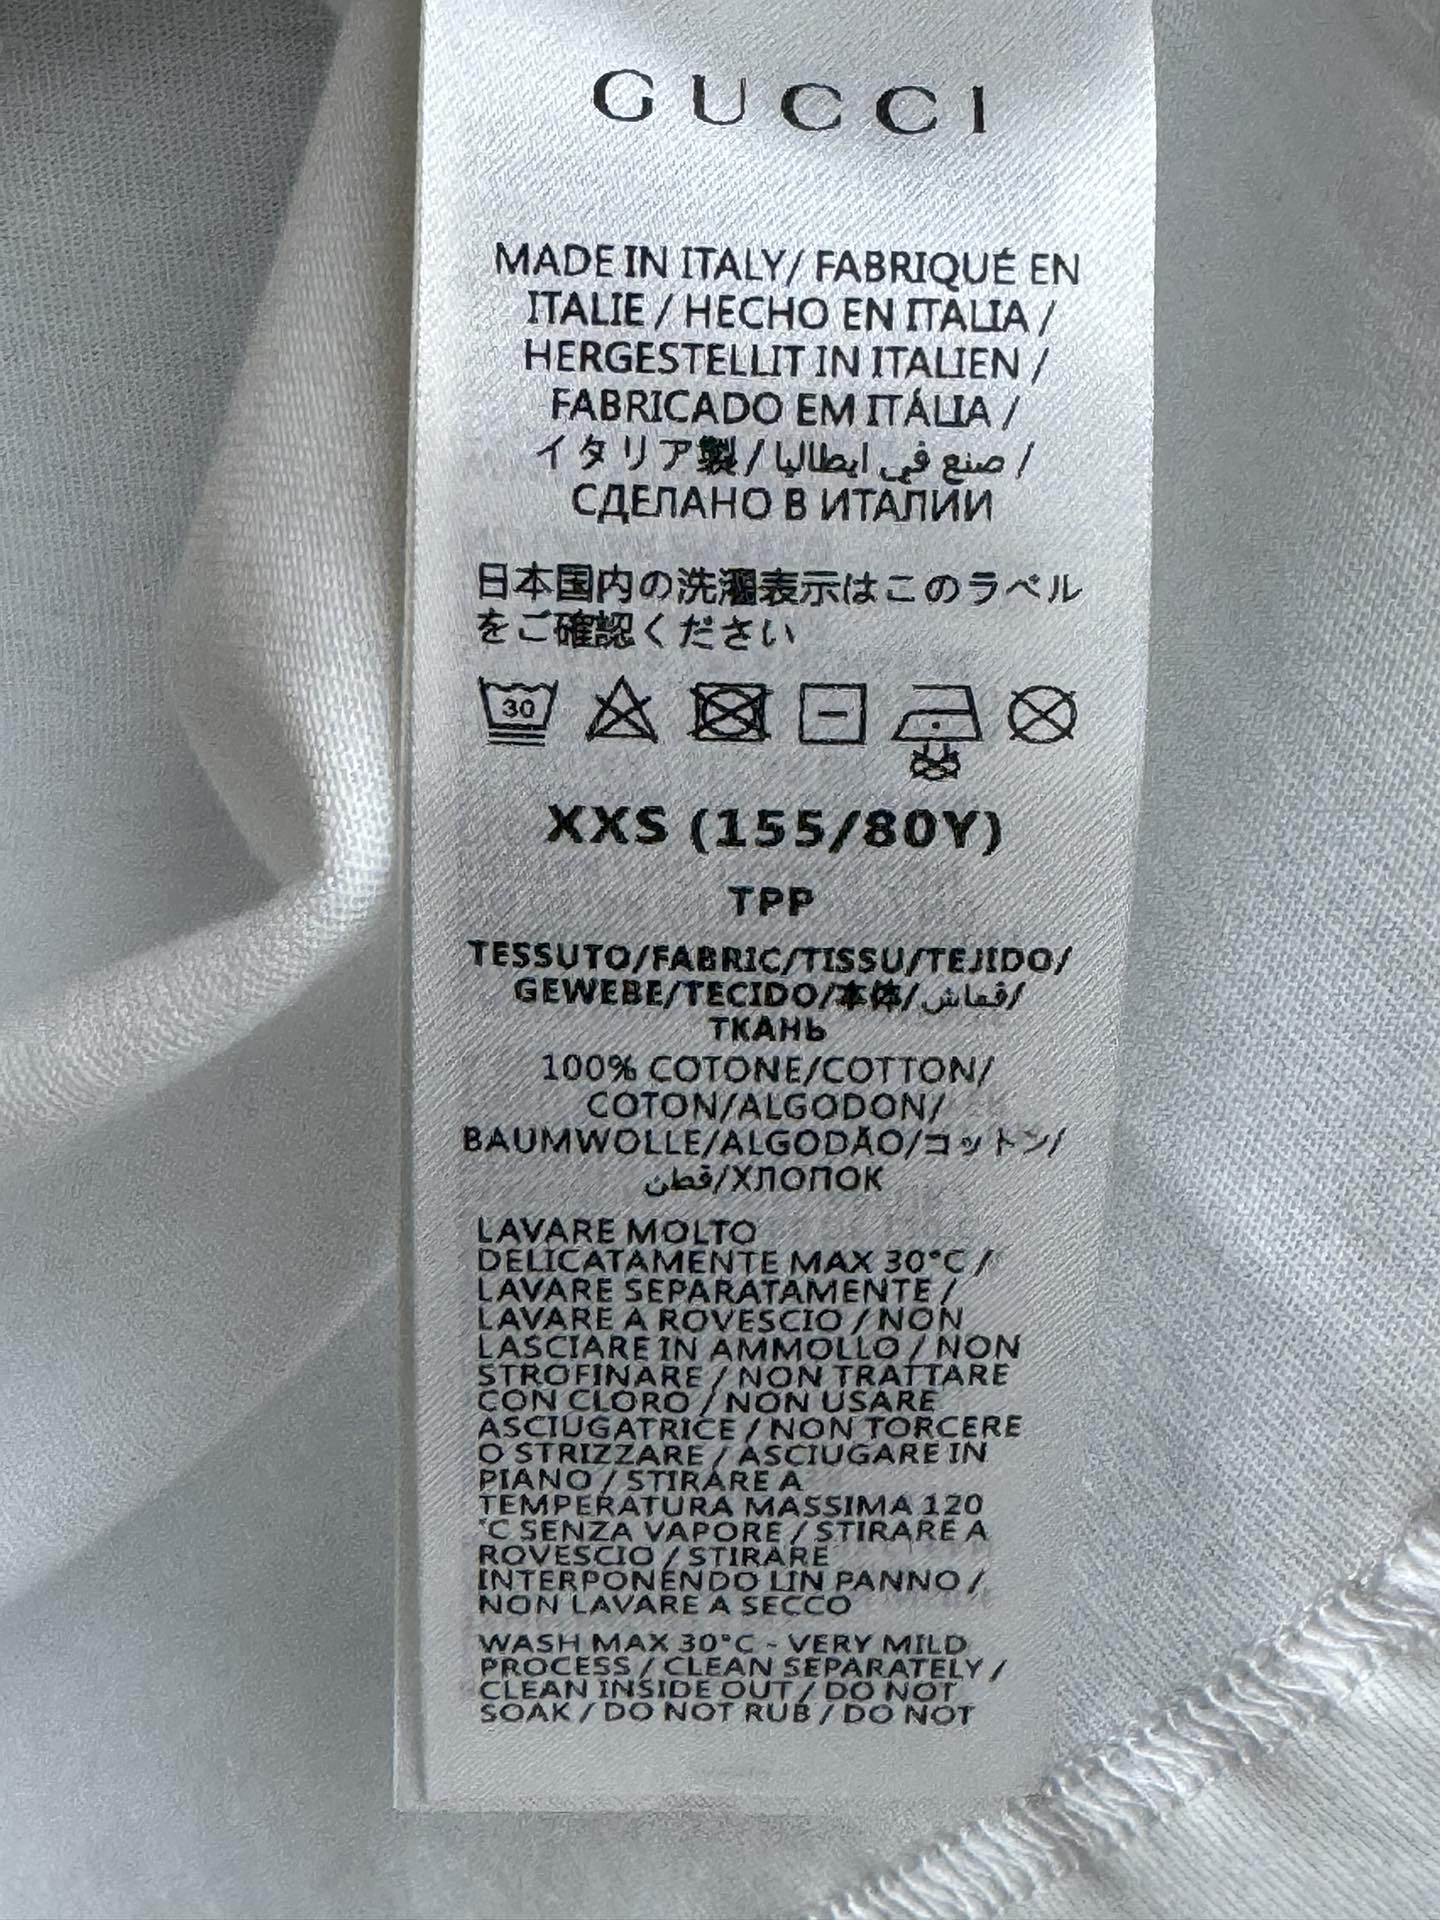 GUCCI
MADE IN ITALY/ FABRIQUÉ EN
ITALIE / HECHO EN ITALIA /
HERGESTELLIT IN ITALIEN /
FABRICADO EM ITÁLIA /
イタリア製 / صنع في ايطاليا /
СДЕЛАНО В ИТАЛИИ
日本国内の洗濯表示はこのラベル
をご確認ください
30
XXS (155/80Y)
TPP
TESSUTO/FABRIC/TISSU/TEJIDO/
GEWEBE/TECIDO/本体/قماش/
ТКАНЬ
100% COTONE/COTTON/
COTON/ALGODON/
BAUMWOLLE/ALGODÃO/コットン/
قطن/ХЛОПОК
LAVARE MOLTO
DELICATAMENTE MAX 30°C /
LAVARE SEPARATAMENTE /
LAVARE A ROVESCIO / NON
LASCIARE IN AMMOLLO / NON
STROFINARE / NON TRATTARE
CON CLORO / NON USARE
ASCIUGATRICE / NON TORCERE
O STRIZZARE / ASCIUGARE IN
PIANO / STIRARE A
TEMPERATURA MASSIMA 120
°C SENZA VAPORE / STIRARE A
ROVESCIO / STIRARE
INTERPONENDO UN PANNO /
NON LAVARE A SECCO
WASH MAX 30°C - VERY MILD
PROCESS / CLEAN SEPARATELY /
CLEAN INSIDE OUT / DO NOT
SOAK / DO NOT RUB / DO NOT